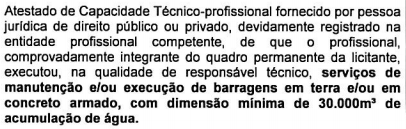 Atestado de Capacidade Técnico-profissional fornecido por pessoa
jurídica de direito público ou privado, devidamente registrado na
entidade profissional competente, de que o profissional,
comprovadamente integrante do quadro permanente da licitante,
executou, na qualidade de responsável técnico, serviços de
manutenção e/ou execução de barragens em terra e/ou em
concreto armado, com dimensão mínima de 30.000m³ de
acumulação de água.